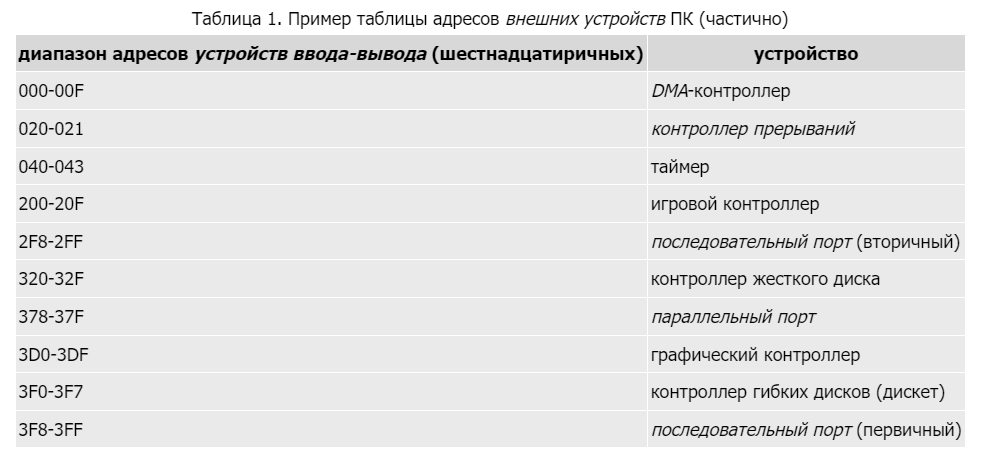 Таблица 1. Пример таблицы адресов внешних устройств ПК (частично)
диапазон адресов устройств ввода-вывода (шестнадцатиричных) устройство
000-00F DMA-контроллер
020-021 контроллер прерываний
040-043 таймер
200-20F игровой контроллер
2F8-2FF последовательный порт (вторичный)
320-32F контроллер жесткого диска
378-37F параллельный порт
3D0-3DF графический контроллер
3F0-3F7 контроллер гибких дисков (дискет)
3F8-3FF последовательный порт (первичный)